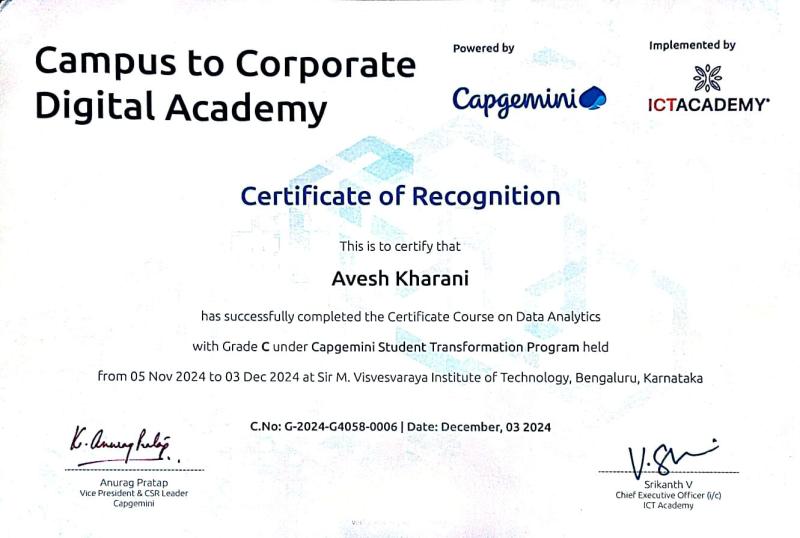 Campus to Corporate
Digital Academy
Powered by
Capgemini
Implemented by
ICTACADEMY
Certificate of Recognition
This is to certify that
Avesh Kharani
has successfully completed the Certificate Course on Data Analytics
with Grade C under Capgemini Student Transformation Program held
from 05 Nov 2024 to 03 Dec 2024 at Sir M. Visvesvaraya Institute of Technology, Bengaluru, Karnataka
C.No: G-2024-G4058-0006 | Date: December, 03 2024
K. Anurag Pratap
Anurag Pratap
Vice President & CSR Leader
Capgemini
Srikanth V
Chief Executive Officer (i/c)
ICT Academy